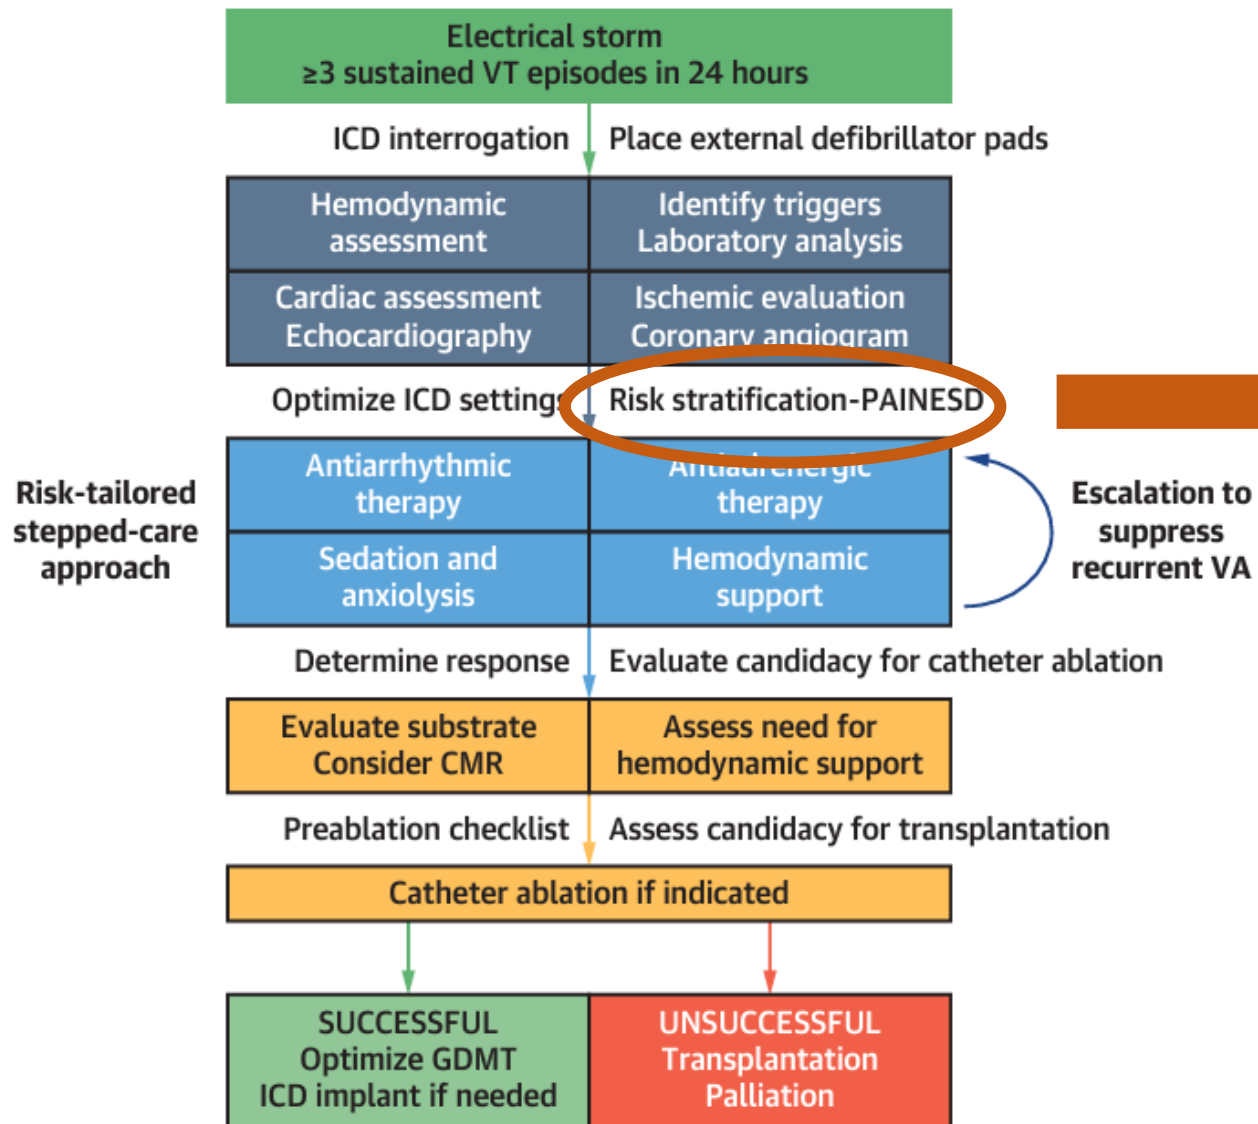 Electrical storm
≥3 sustained VT episodes in 24 hours
ICD interrogation
Place external defibrillator pads
Hemodynamic
assessment
Identify triggers
Laboratory analysis
Cardiac assessment
Echocardiography
Ischemic evaluation
Coronary angiogram
Optimize ICD settings
Risk stratification-PAINESD
Risk-tailored
stepped-care
approach
Antiarrhythmic
therapy
Antiadrenergic
therapy
Sedation and
anxiolysis
Hemodynamic
support
Escalation to
suppress
recurrent VA
Determine response
Evaluate candidacy for catheter ablation
Evaluate substrate
Consider CMR
Assess need for
hemodynamic support
Preablation checklist
Assess candidacy for transplantation
Catheter ablation if indicated
SUCCESSFUL
Optimize GDMT
ICD implant if needed
UNSUCCESSFUL
Transplantation
Palliation